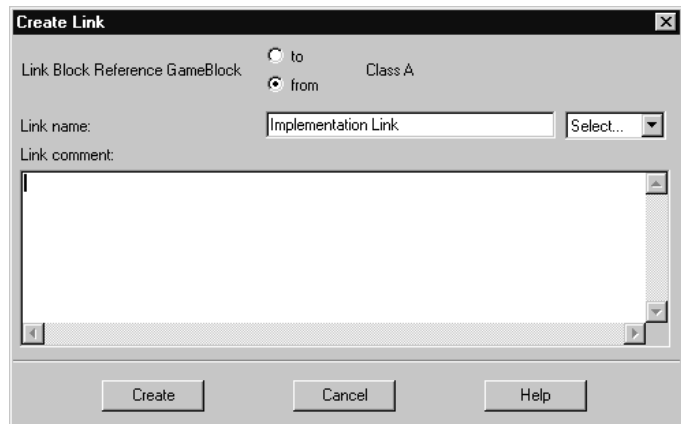 Create Link
to
Link Block Reference GameBlock Class A
from
Link name: Implementation Link Select...
Link comment:
Create Cancel Help